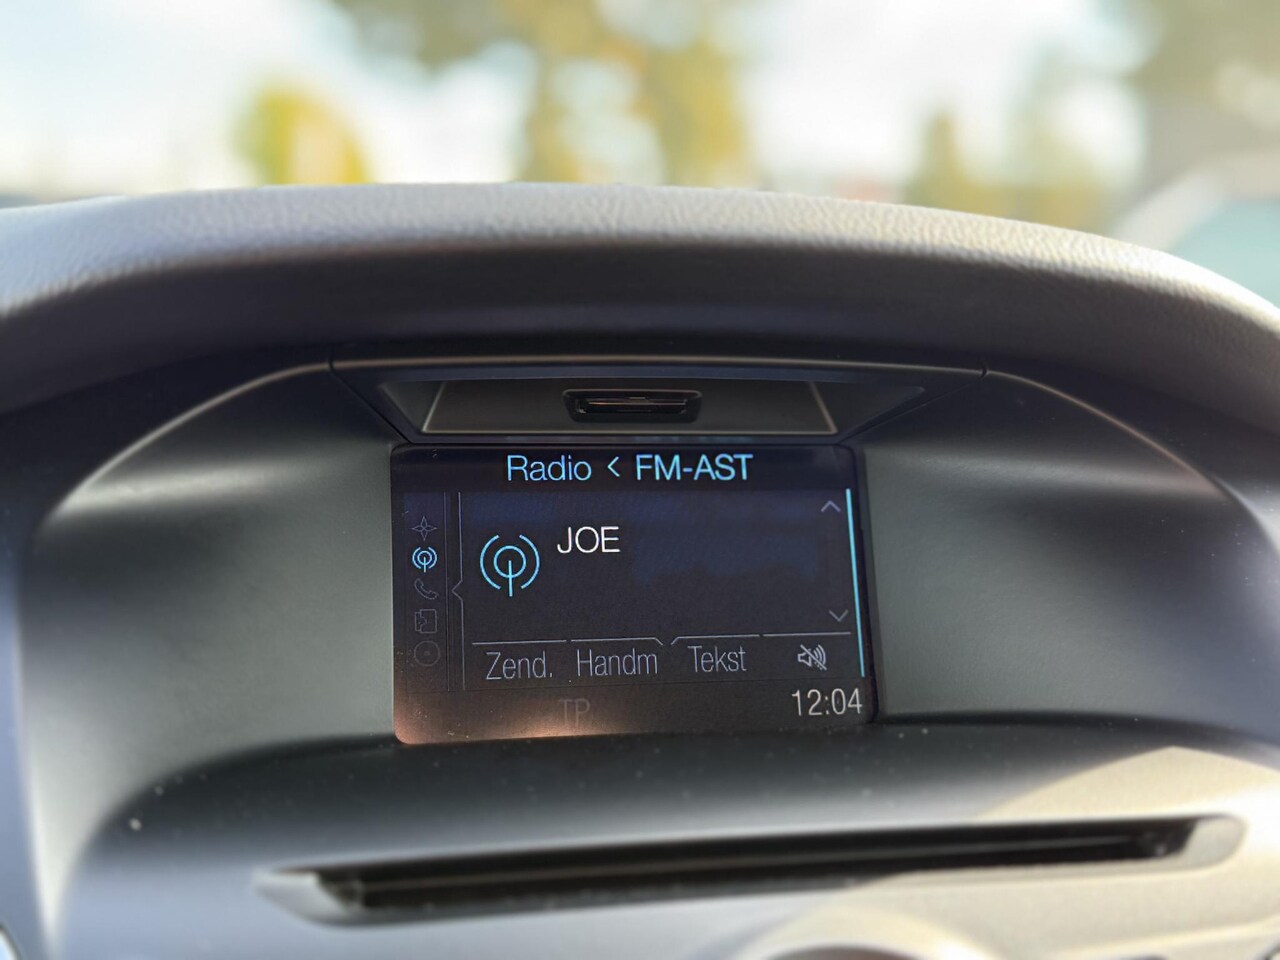 Radio < FM-AST
JOE
Zend. Handm Tekst
TP
12:04